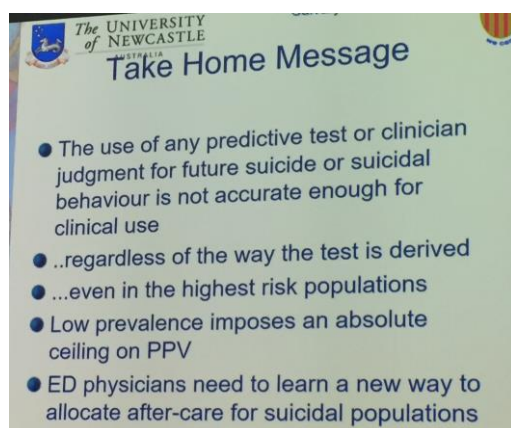 The UNIVERSITY
of NEWCASTLE
AUSTRALIA
Take Home Message
The use of any predictive test or clinician
judgment for future suicide or suicidal
behaviour is not accurate enough for
clinical use
..regardless of the way the test is derived
...even in the highest risk populations
Low prevalence imposes an absolute
ceiling on PPV
ED physicians need to learn a new way to
allocate after-care for suicidal populations